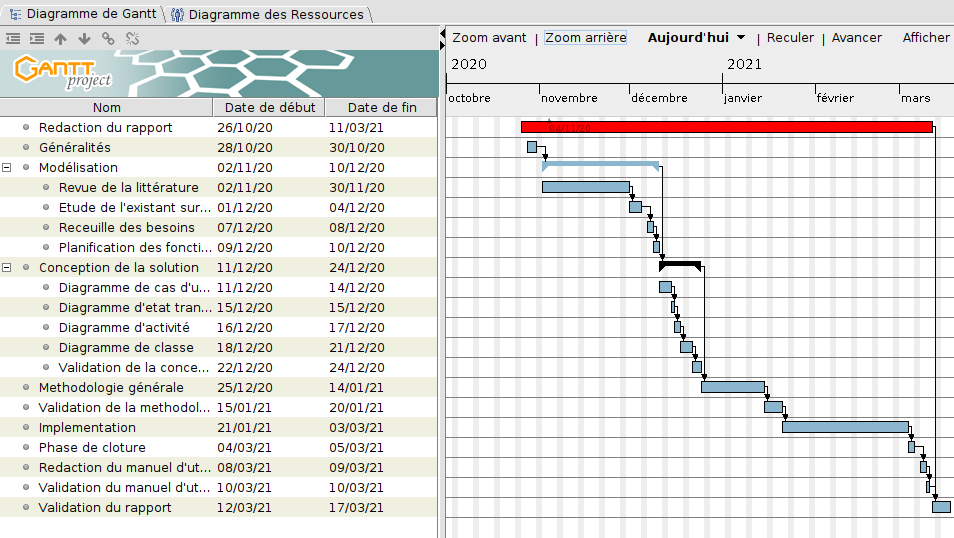 Diagramme de Gantt Diagramme des Ressources
Zoom avant | Zoom arrière Aujourd'hui | Reculer | Avancer Afficher
GANTT
project
2020 2021
octobre novembre décembre janvier février mars
Nom Date de début Date de fin
Redaction du rapport 26/10/20 11/03/21
Généralités 28/10/20 30/10/20
Modélisation 02/11/20 10/12/20
Revue de la littérature 02/11/20 30/11/20
Etude de l'existant sur... 01/12/20 04/12/20
Receuille des besoins 07/12/20 08/12/20
Planification des foncti... 09/12/20 10/12/20
Conception de la solution 11/12/20 24/12/20
Diagramme de cas d'u... 11/12/20 14/12/20
Diagramme d'etat tran... 15/12/20 15/12/20
Diagramme d'activité 16/12/20 17/12/20
Diagramme de classe 18/12/20 21/12/20
Validation de la conce... 22/12/20 24/12/20
Methodologie générale 25/12/20 14/01/21
Validation de la methodol... 15/01/21 20/01/21
Implementation 21/01/21 03/03/21
Phase de cloture 04/03/21 05/03/21
Redaction du manuel d'ut... 08/03/21 09/03/21
Validation du manuel d'ut... 10/03/21 10/03/21
Validation du rapport 12/03/21 17/03/21